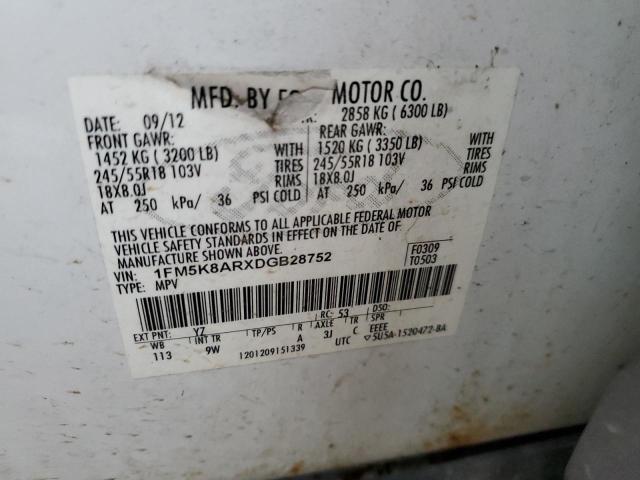 MFD. BY FO MOTOR CO.
DATE: 09/12 R: 2858 KG ( 6300 LB)
FRONT GAWR: REAR GAWR:
1452 KG ( 3200 LB) WITH 1520 KG ( 3350 LB) WITH
245/55R18 103V TIRES 245/55R18 103V TIRES
18X8.0J RIMS 18X8.0J RIMS
AT 250 kPa/ 36 PSI COLD AT 250 kPa/ 36 PSI COLD
THIS VEHICLE CONFORMS TO ALL APPLICABLE FEDERAL MOTOR
VEHICLE SAFETY STANDARDS IN EFFECT ON THE DATE OF
MANUFACTURE SHOWN ABOVE.
VIN: 1FM5K8ARXDGB28752 F0309
TYPE: MPV T0503
EXT PNT: YZ RC: 53 DSO:
WB INT TR TP/PS R AXLE TR SPR
113 9W A 3J C EEEE
1201209151339 UTC ▽5U5A-1520472-BA